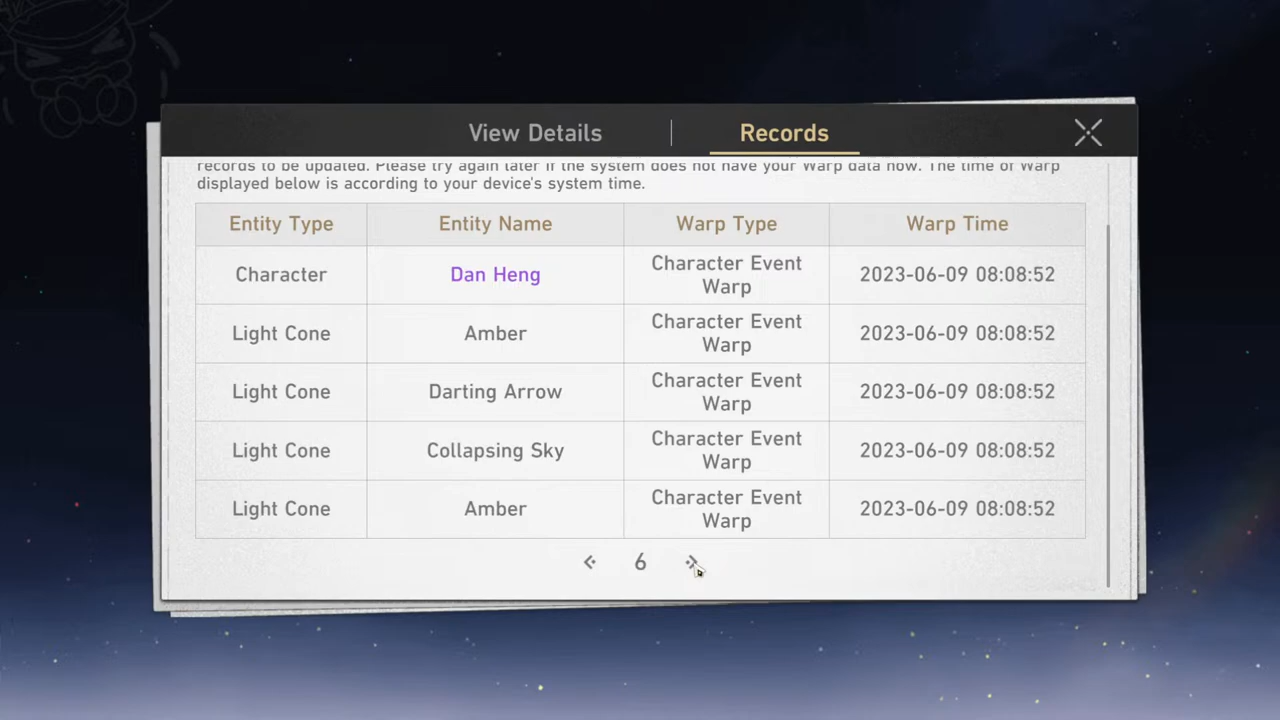 View Details
Records
records to be updated. Please try again later if the system does not have your Warp data now. The time of Warp
displayed below is according to your device's system time.
Entity Type Entity Name Warp Type Warp Time
Character Dan Heng Character Event Warp 2023-06-09 08:08:52
Light Cone Amber Character Event Warp 2023-06-09 08:08:52
Light Cone Darting Arrow Character Event Warp 2023-06-09 08:08:52
Light Cone Collapsing Sky Character Event Warp 2023-06-09 08:08:52
Light Cone Amber Character Event Warp 2023-06-09 08:08:52
6